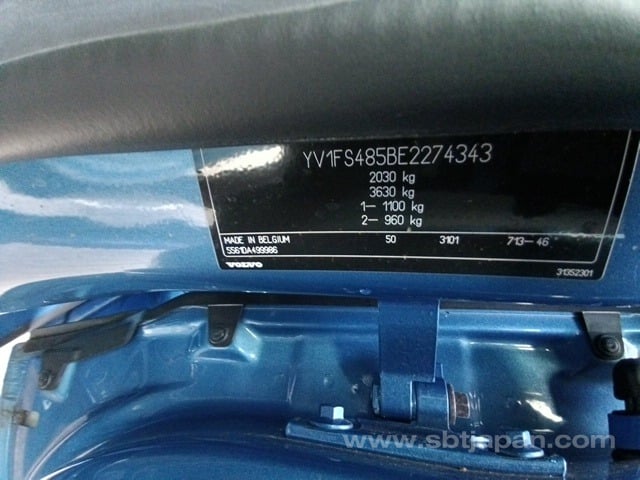 YV1FS485BE2274343
2030 kg
3630 kg
1- 1100 kg
2- 960 kg
MADE IN BELGIUM 50 3101 713-46
5561DA499986
VOLVO 31352301
www.sbtjapan.com